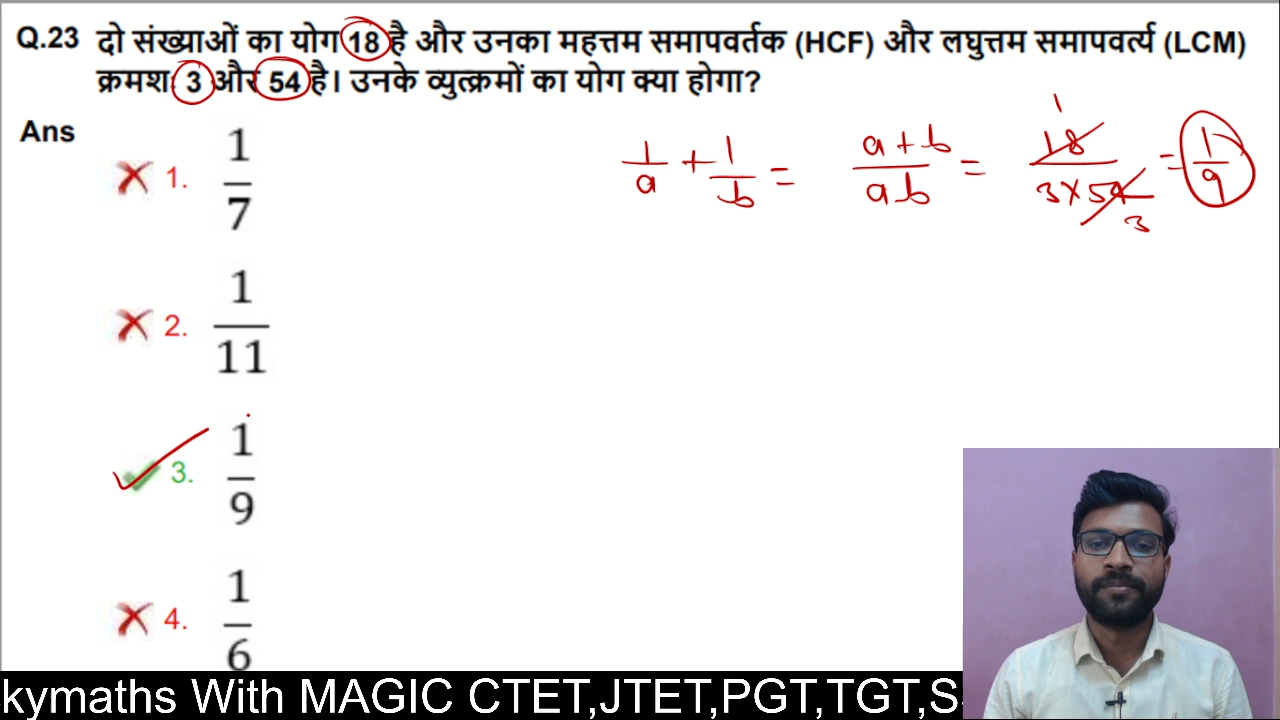 Q.23 दो संख्याओं का योग 18 है और उनका महत्तम समापवर्तक (HCF) और लघुत्तम समापवर्त्य (LCM)
क्रमश: 3 और 54 है। उनके व्युत्क्रमों का योग क्या होगा?
Ans
1. 1/7
2. 1/11
3. 1/9
4. 1/6
1/a + 1/b = a+b/ab = 18/3×54 = 1/9
1
3
kymaths With MAGIC CTET,JTET,PGT,TGT,S